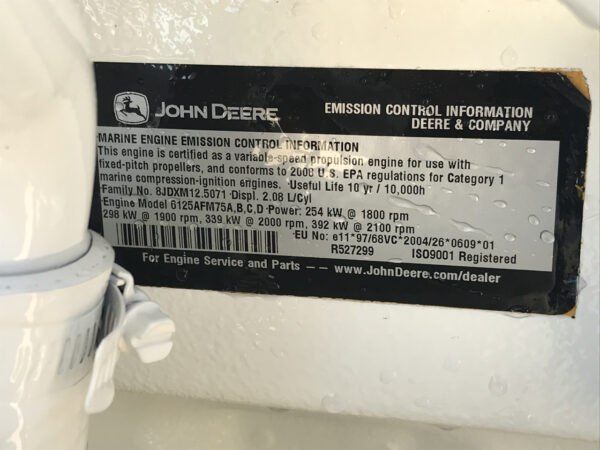 JOHN DEERE
EMISSION CONTROL INFORMATION
DEERE & COMPANY
MARINE ENGINE EMISSION CONTROL INFORMATION
This engine is certified as a variable-speed propulsion engine for use with
fixed-pitch propellers, and conforms to 2008 U.S. EPA regulations for Category 1
marine compression-ignition engines. ·Useful Life 10 yr / 10,000h
·Family No. 8JDXM12.5071 ·Displ. 2.08 L/Cyl
·Engine Model 6125AFM75A,B,C,D ·Power: 254 kW @ 1800 rpm
298 kW @ 1900 rpm, 339 kW @ 2000 rpm, 392 kW @ 2100 rpm
·EU No: e11*97/68VC*2004/26*0609*01
R527299 ISO9001 Registered
For Engine Service and Parts –– www.JohnDeere.com/dealer